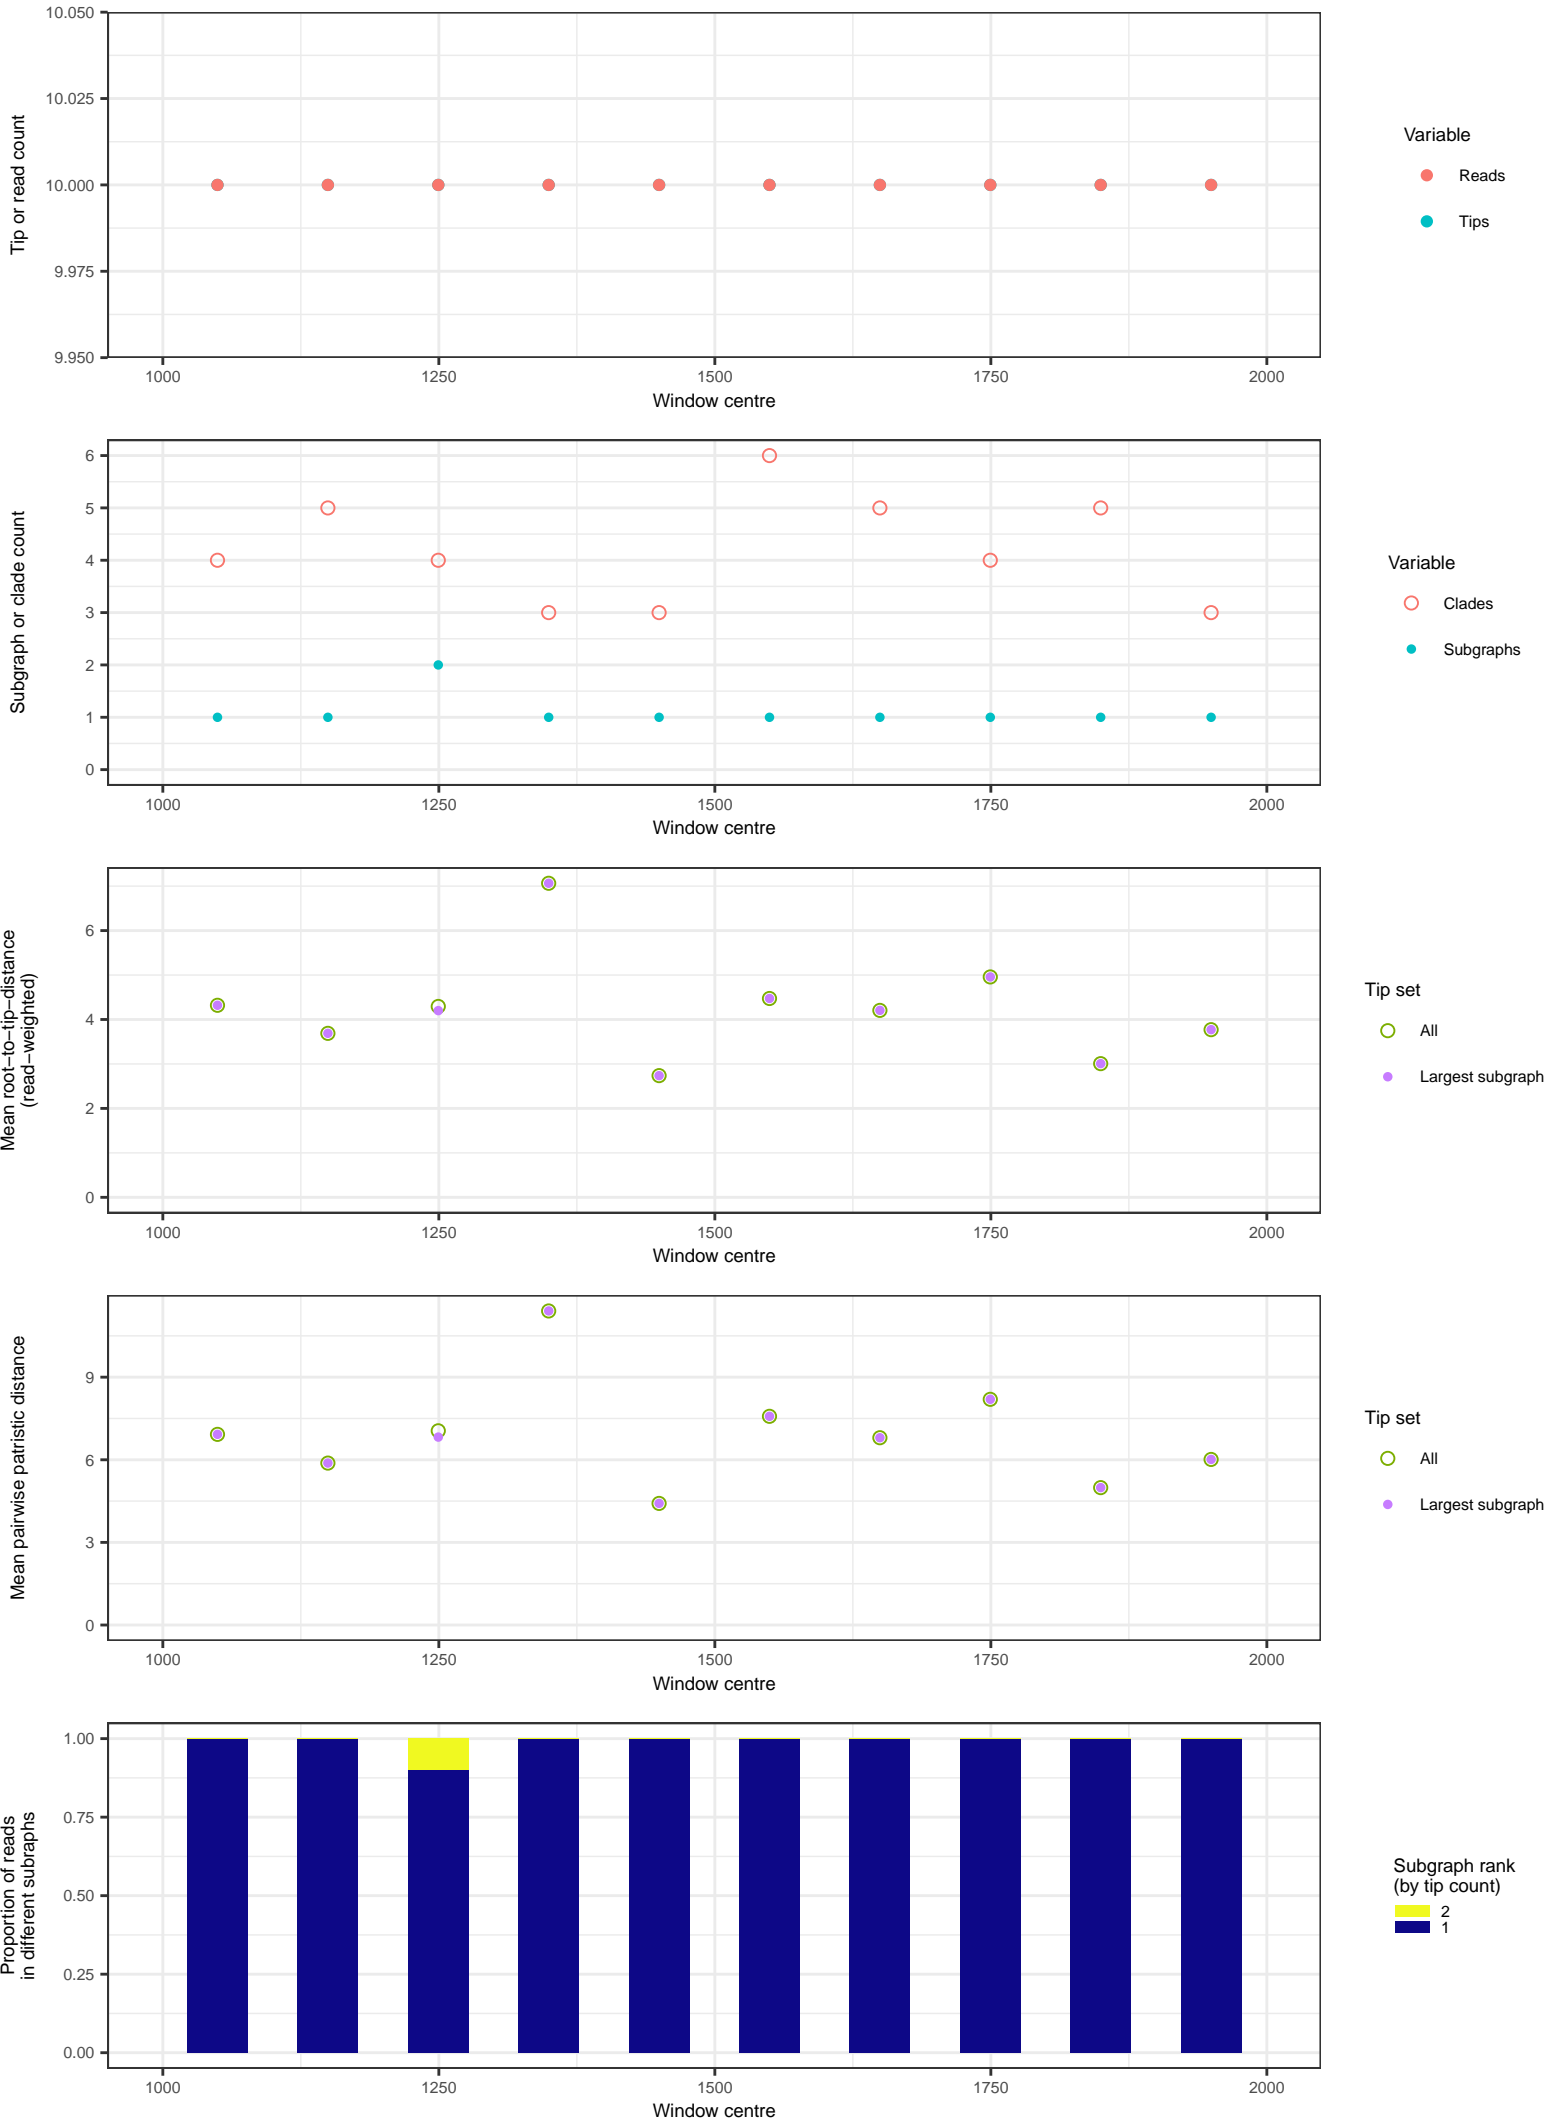 10.050
10.025
10.000
9.975
9.950
Tip or read count
1000 1250 1500 1750 2000
Window centre
Variable
Reads
Tips
6
5
4
3
2
1
0
Subgraph or clade count
1000 1250 1500 1750 2000
Window centre
Variable
Clades
Subgraphs
6
4
2
0
Mean root−to−tip−distance
(read−weighted)
1000 1250 1500 1750 2000
Window centre
Tip set
All
Largest subgraph
9
6
3
0
Mean pairwise patristic distance
1000 1250 1500 1750 2000
Window centre
Tip set
All
Largest subgraph
1.00
0.75
0.50
0.25
0.00
Proportion of reads
in different subraphs
1000 1250 1500 1750 2000
Window centre
Subgraph rank
(by tip count)
2
1